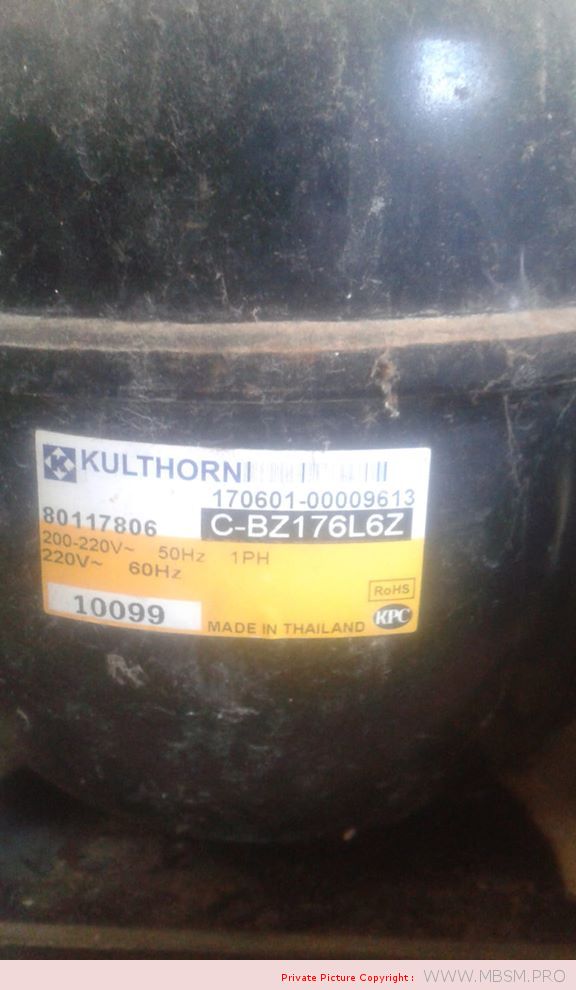 KULTHORN
170601-00009613
80117806
C-BZ176L6Z
200-220V~ 50Hz 1PH
220V~ 60Hz
RoHS
10099
MADE IN THAILAND
KPC
Private Picture Copyright : WWW.MBSM.PRO